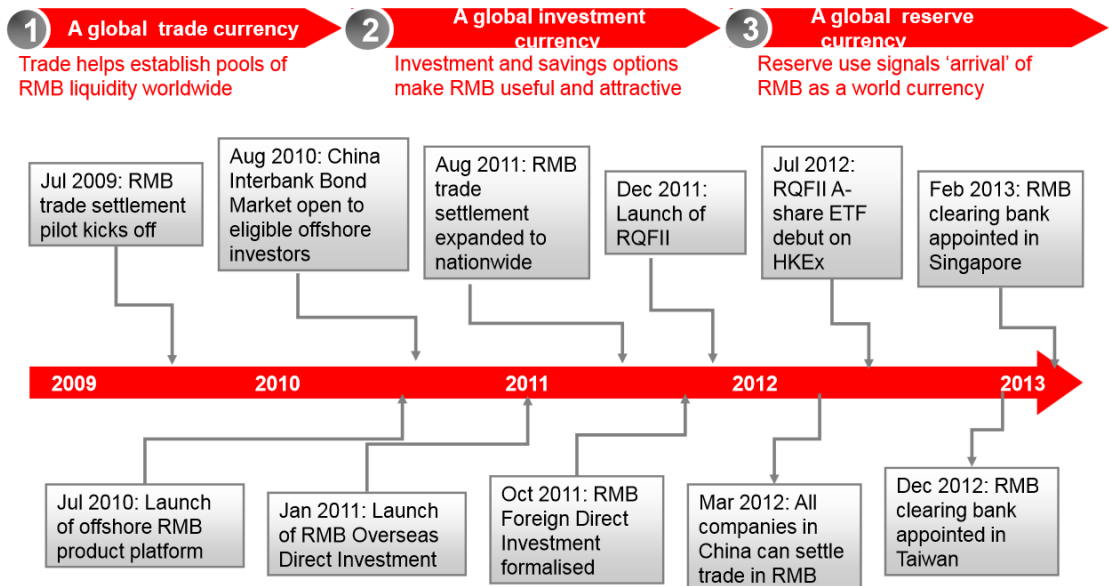 1
A global trade currency
Trade helps establish pools of
RMB liquidity worldwide
2
A global investment
currency
Investment and savings options
make RMB useful and attractive
3
A global reserve
currency
Reserve use signals ‘arrival’ of
RMB as a world currency
Jul 2009: RMB
trade settlement
pilot kicks off
Aug 2010: China
Interbank Bond
Market open to
eligible offshore
investors
Aug 2011: RMB
trade
settlement
expanded to
nationwide
Dec 2011:
Launch of
RQFII
Jul 2012:
RQFII A-
share ETF
debut on
HKEx
Feb 2013: RMB
clearing bank
appointed in
Singapore
2009
2010
2011
2012
2013
Jul 2010: Launch
of offshore RMB
product platform
Jan 2011: Launch
of RMB Overseas
Direct Investment
Oct 2011: RMB
Foreign Direct
Investment
formalised
Mar 2012: All
companies in
China can settle
trade in RMB
Dec 2012: RMB
clearing bank
appointed in
Taiwan